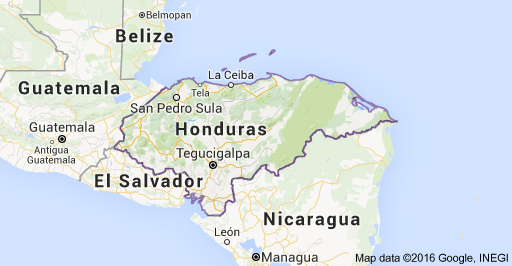 Belmopan
Belize
La Ceiba
Tela
Guatemala
San Pedro Sula
Honduras
Guatemala
Antigua
Guatemala
Tegucigalpa
El Salvador
Nicaragua
León
Managua
Map data ©2016 Google, INEGI